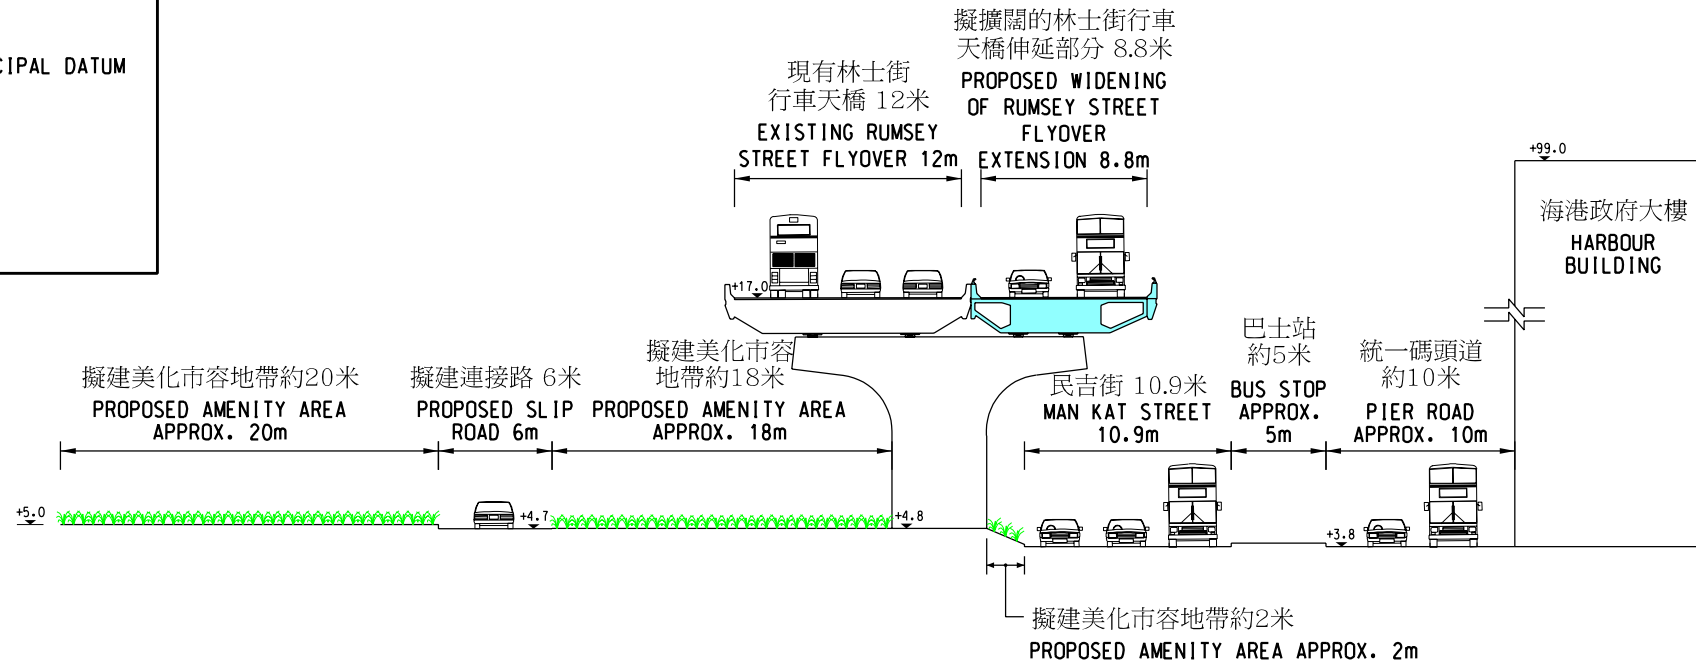 CIPAL DATUM
現有林士街
行車天橋 12米
EXISTING RUMSEY
STREET FLYOVER 12m
擬擴闊的林士街行車
天橋伸延部分 8.8米
PROPOSED WIDENING
OF RUMSEY STREET
FLYOVER
EXTENSION 8.8m
+99.0
海港政府大樓
HARBOUR
BUILDING
+17.0
擬建美化市容地帶約20米
PROPOSED AMENITY AREA
APPROX. 20m
擬建連接路 6米
PROPOSED SLIP
ROAD 6m
擬建美化市容
地帶約18米
PROPOSED AMENITY AREA
APPROX. 18m
民吉街 10.9米
MAN KAT STREET
10.9m
巴士站
約5米
BUS STOP
APPROX.
5m
統一碼頭道
約10米
PIER ROAD
APPROX. 10m
+5.0
+4.7
+4.8
+3.8
擬建美化市容地帶約2米
PROPOSED AMENITY AREA APPROX. 2m